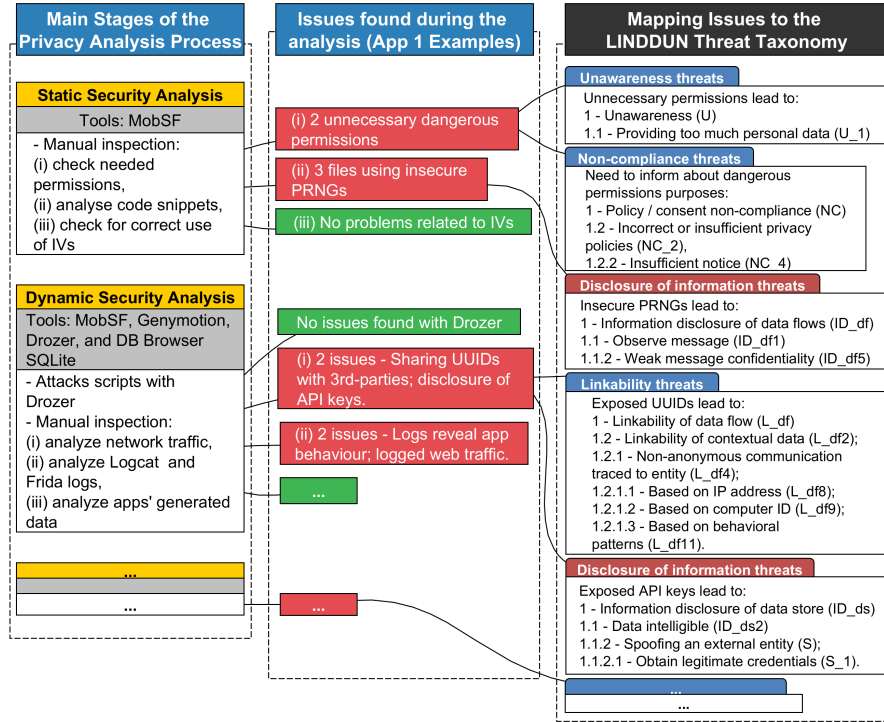 Main Stages of the
Privacy Analysis Process
Static Security Analysis
Tools: MobSF
- Manual inspection:
(i) check needed
permissions,
(ii) analyse code snippets,
(iii) check for correct use
of IVs
Dynamic Security Analysis
Tools: MobSF, Genymotion,
Drozer, and DB Browser
SQLite
- Attacks scripts with
Drozer
- Manual inspection:
(i) analyze network traffic,
(ii) analyze Logcat and
Frida logs,
(iii) analyze apps' generated
data
...
...
Issues found during the
analysis (App 1 Examples)
(i) 2 unnecessary dangerous
permissions
(ii) 3 files using insecure
PRNGs
(iii) No problems related to IVs
No issues found with Drozer
(i) 2 issues - Sharing UUIDs
with 3rd-parties; disclosure of
API keys.
(ii) 2 issues - Logs reveal app
behaviour; logged web traffic.
...
...
Mapping Issues to the
LINDDUN Threat Taxonomy
Unawareness threats
Unnecessary permissions lead to:
1 - Unawareness (U)
1.1 - Providing too much personal data (U_1)
Non-compliance threats
Need to inform about dangerous
permissions purposes:
1 - Policy / consent non-compliance (NC)
1.2 - Incorrect or insufficient privacy
policies (NC_2),
1.2.2 - Insufficient notice (NC_4)
Disclosure of information threats
Insecure PRNGs lead to:
1 - Information disclosure of data flows (ID_df)
1.1 - Observe message (ID_df1)
1.1.2 - Weak message confidentiality (ID_df5)
Linkability threats
Exposed UUIDs lead to:
1 - Linkability of data flow (L_df)
1.2 - Linkability of contextual data (L_df2);
1.2.1 - Non-anonymous communication
traced to entity (L_df4);
1.2.1.1 - Based on IP address (L_df8);
1.2.1.2 - Based on computer ID (L_df9);
1.2.1.3 - Based on behavioral
patterns (L_df11).
Disclosure of information threats
Exposed API keys lead to:
1 - Information disclosure of data store (ID_ds)
1.1 - Data intelligible (ID_ds2)
1.1.2 - Spoofing an external entity (S);
1.1.2.1 - Obtain legitimate credentials (S_1).
...
...